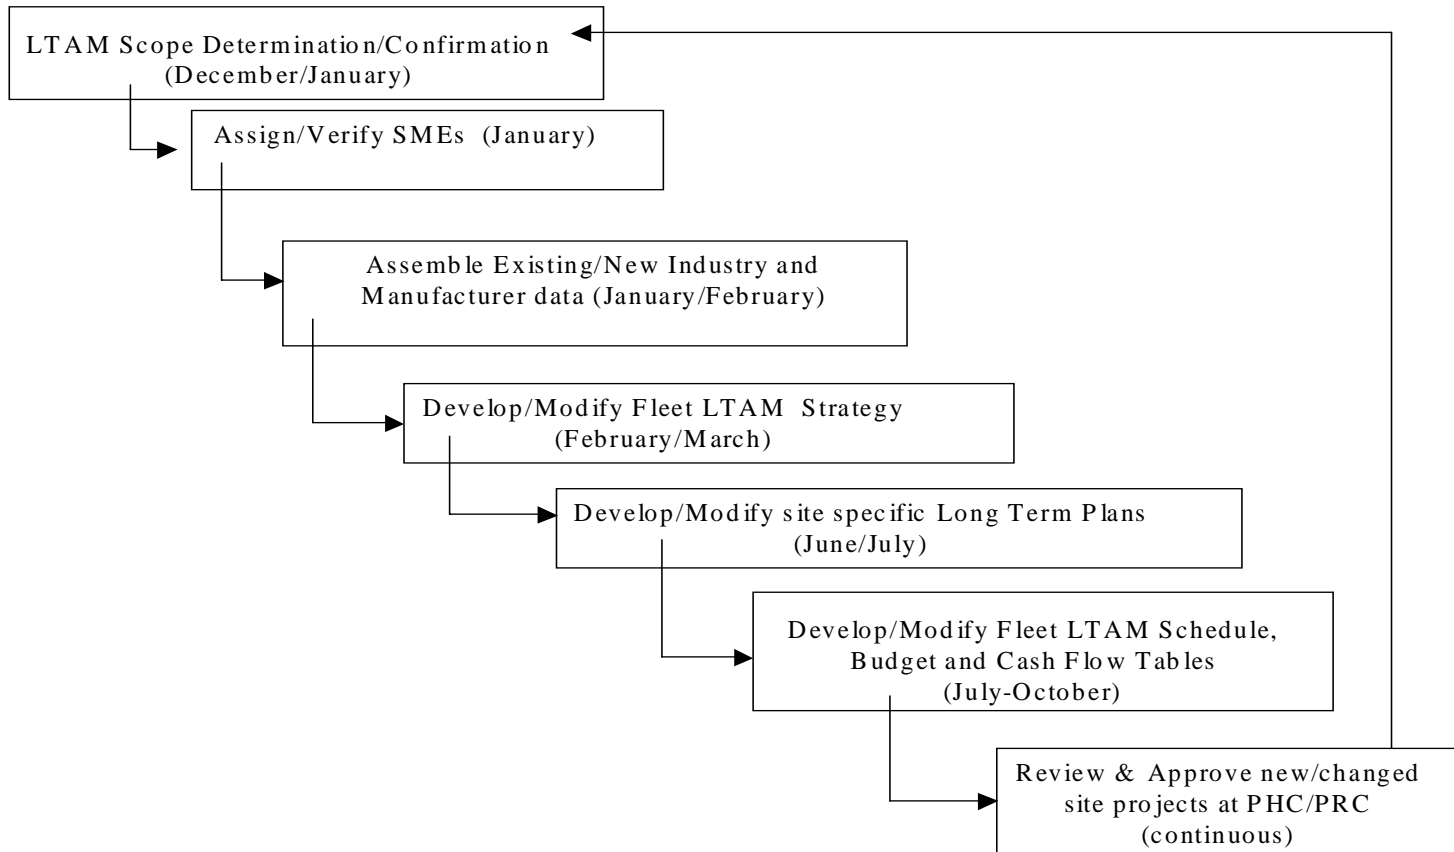 LTAM Scope Determination/Confirmation
(December/January)
Assign/Verify SMEs (January)
Assemble Existing/New Industry and
Manufacturer data (January/February)
Develop/Modify Fleet LTAM Strategy
(February/March)
Develop/Modify site specific Long Term Plans
(June/July)
Develop/Modify Fleet LTAM Schedule,
Budget and Cash Flow Tables
(July-October)
Review & Approve new/changed
site projects at PHC/PRC
(continuous)